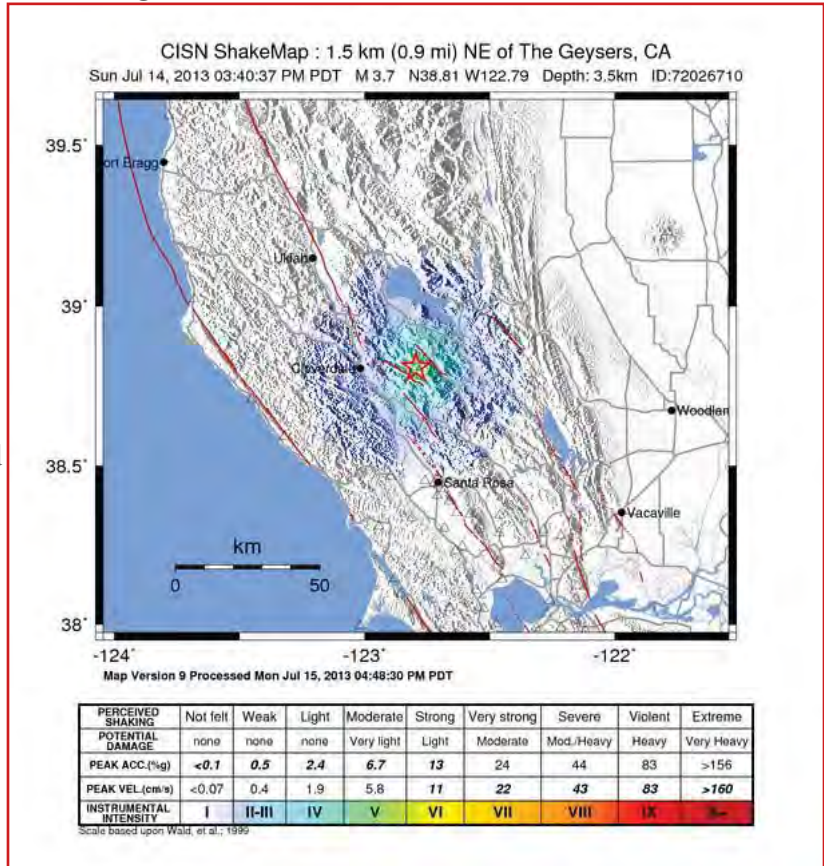 CISN ShakeMap : 1.5 km (0.9 mi) NE of The Geysers, CA
Sun Jul 14, 2013 03:40:37 PM PDT M 3.7 N38.81 W122.79 Depth: 3.5km ID:72026710
39.5°
ort Bragg
Ukiah
39°
Cloverdale
Woodlan
38.5°
Santa Rosa
Vacaville
km
0 50
38°
-124° -123° -122°
Map Version 9 Processed Mon Jul 15, 2013 04:48:30 PM PDT
PERCEIVED SHAKING Not felt Weak Light Moderate Strong Very strong Severe Violent Extreme
POTENTIAL DAMAGE none none none Very light Light Moderate Mod./Heavy Heavy Very Heavy
PEAK ACC.(%g) <0.1 0.5 2.4 6.7 13 24 44 83 >156
PEAK VEL.(cm/s) <0.07 0.4 1.9 5.8 11 22 43 83 >160
INSTRUMENTAL INTENSITY I II-III IV V VI VII VIII IX X+
Scale based upon Wald, et al.; 1999